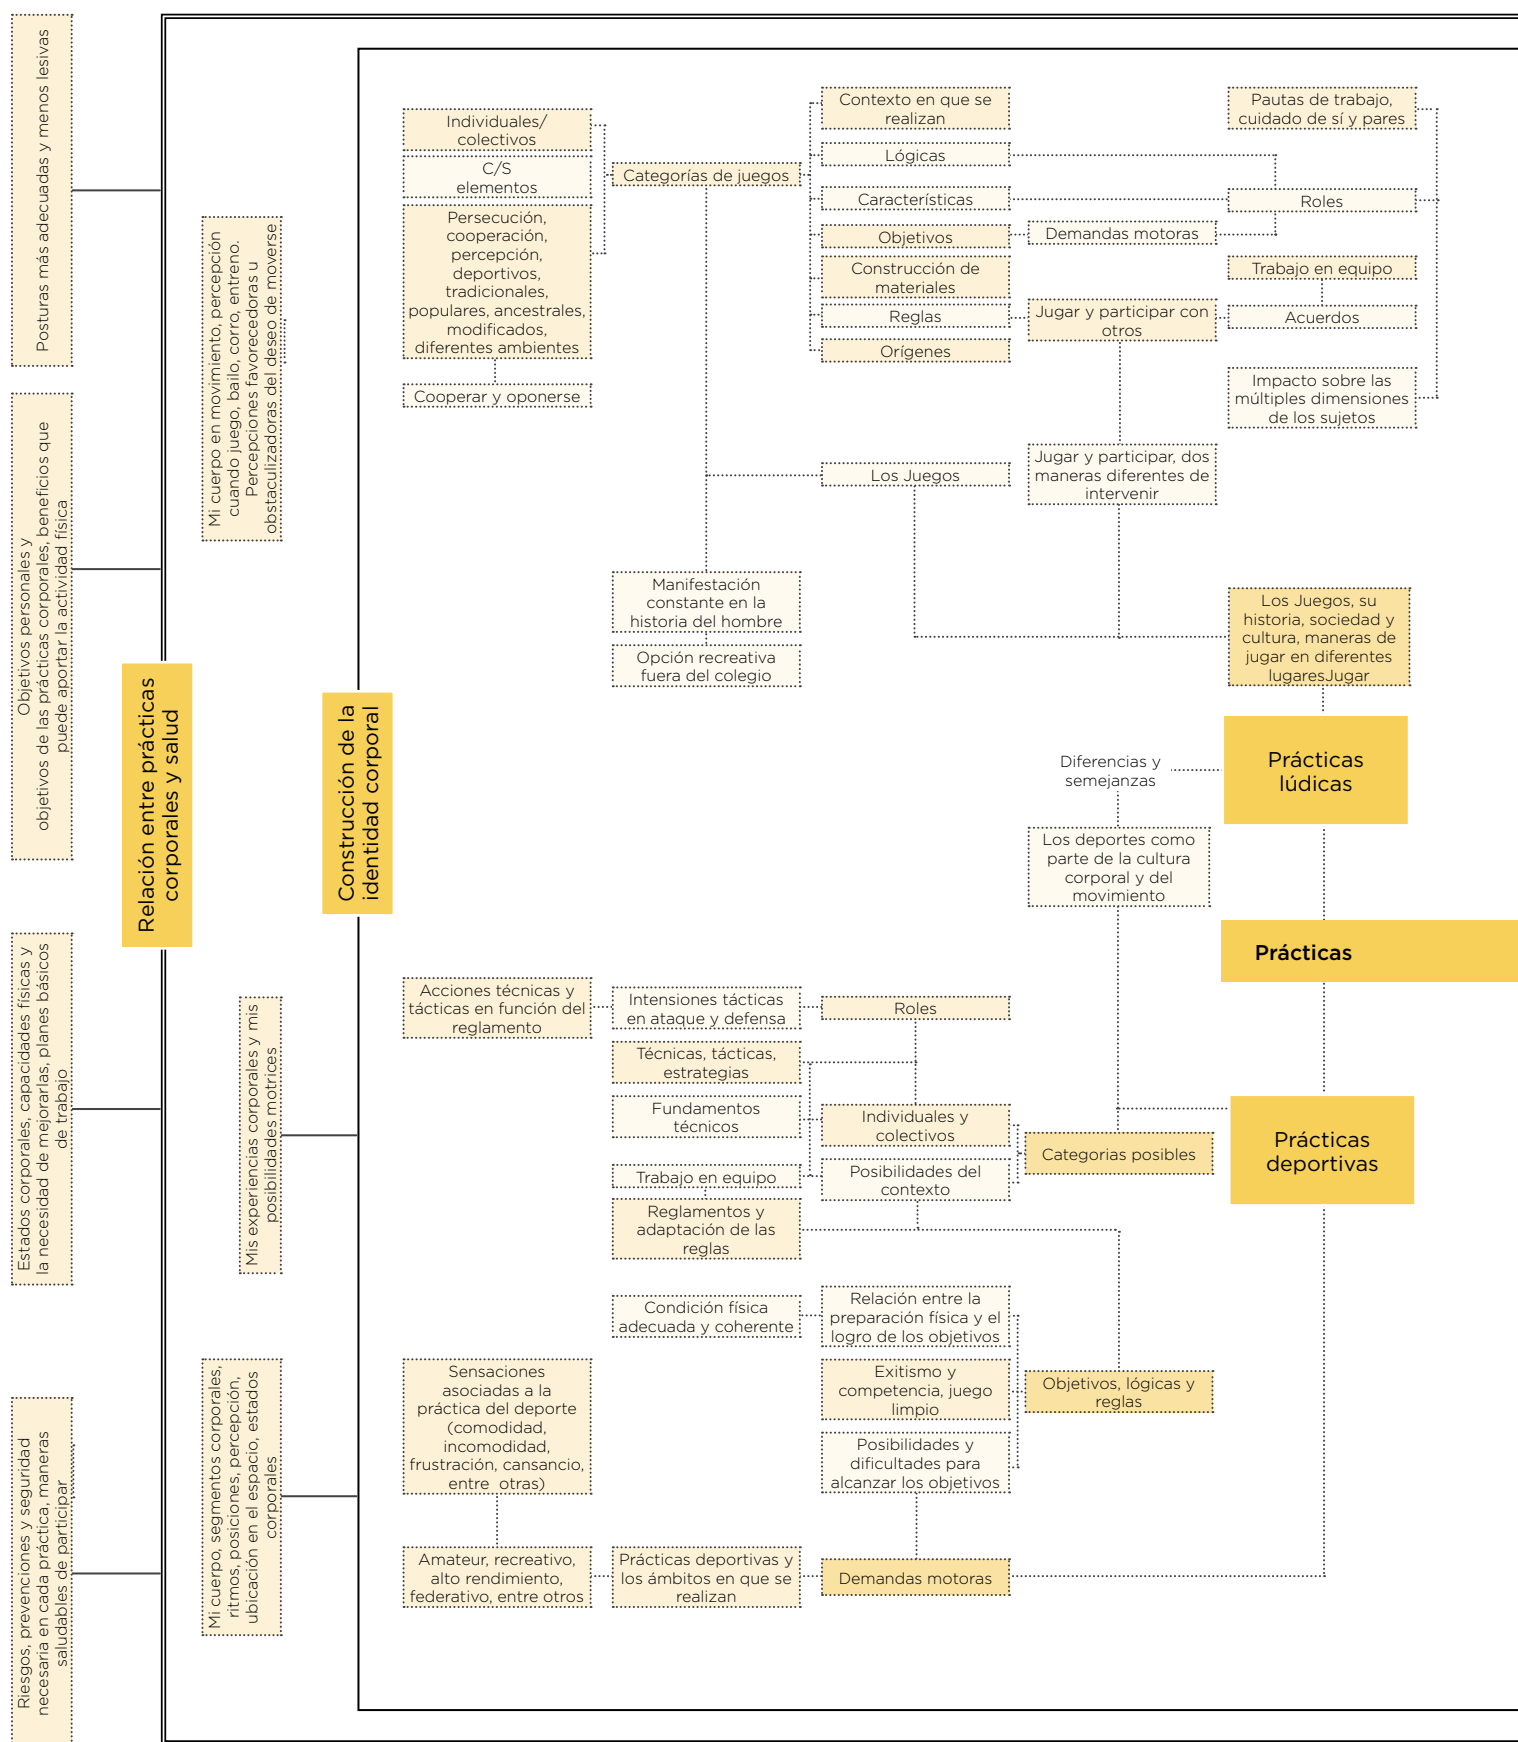 Posturas más adecuadas y menos lesivas
Objetivos personales y
objetivos de las prácticas corporales, beneficios que
puede aportar la actividad física
Estados corporales, capacidades físicas y
la necesidad de mejorarlas, planes básicos
de trabajo
Riesgos, prevenciones y seguridad
necesaria en cada práctica, maneras
saludables de participar
Relación entre prácticas
corporales y salud
Mi cuerpo en movimiento, percepción
cuando juego, bailo, corro, entreno.
Percepciones favorecedoras u
obstaculizadoras del deseo de moverse
Mis experiencias corporales y mis
posibilidades motrices
Mi cuerpo, segmentos corporales,
ritmos, posiciones, percepción,
ubicación en el espacio, estados
corporales
Construcción de la
identidad corporal
Individuales/
colectivos
C/S
elementos
Persecución,
cooperación,
percepción,
deportivos,
tradicionales,
populares, ancestrales,
modificados,
diferentes ambientes
Cooperar y oponerse
Categorías de juegos
Contexto en que se
realizan
Lógicas
Características
Objetivos
Construcción de
materiales
Reglas
Orígenes
Demandas motoras
Jugar y participar con
otros
Pautas de trabajo,
cuidado de sí y pares
Roles
Trabajo en equipo
Acuerdos
Impacto sobre las
múltiples dimensiones
de los sujetos
Los Juegos
Jugar y participar, dos
maneras diferentes de
intervenir
Manifestación
constante en la
historia del hombre
Opción recreativa
fuera del colegio
Los Juegos, su
historia, sociedad y
cultura, maneras de
jugar en diferentes
lugaresJugar
Prácticas
lúdicas
Diferencias y
semejanzas
Los deportes como
parte de la cultura
corporal y del
movimiento
Prácticas
Acciones técnicas y
tácticas en función del
reglamento
Intensiones tácticas
en ataque y defensa
Roles
Técnicas, tácticas,
estrategias
Fundamentos
técnicos
Trabajo en equipo
Reglamentos y
adaptación de las
reglas
Individuales y
colectivos
Posibilidades del
contexto
Categorias posibles
Prácticas
deportivas
Condición física
adecuada y coherente
Relación entre la
preparación física y el
logro de los objetivos
Exitismo y
competencia, juego
limpio
Posibilidades y
dificultades para
alcanzar los objetivos
Objetivos, lógicas y
reglas
Sensaciones
asociadas a la
práctica del deporte
(comodidad,
incomodidad,
frustración, cansancio,
entre otras)
Amateur, recreativo,
alto rendimiento,
federativo, entre otros
Prácticas deportivas y
los ámbitos en que se
realizan
Demandas motoras